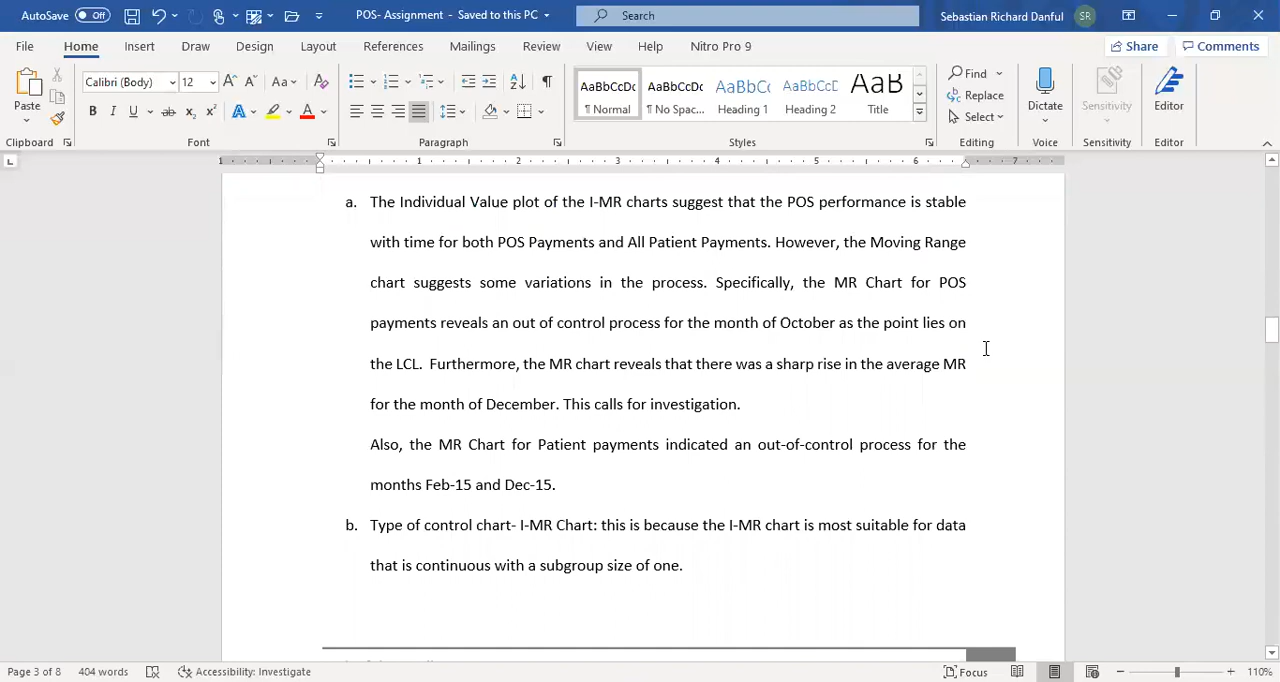 AutoSave Off POS- Assignment - Saved to this PC Search Sebastian Richard Danful SR
File Home Insert Draw Design Layout References Mailings Review View Help Nitro Pro 9 Share Comments
Paste Calibri (Body) 12 Aa AaBbCcDc AaBbCcDc AaBbCc AaBbCcD AaB Find Replace Select Dictate Sensitivity Editor
¶ Normal ¶ No Spac... Heading 1 Heading 2 Title
Clipboard Font Paragraph Styles Editing Voice Sensitivity Editor
1 1 2 3 4 5 6 7
a. The Individual Value plot of the I-MR charts suggest that the POS performance is stable
with time for both POS Payments and All Patient Payments. However, the Moving Range
chart suggests some variations in the process. Specifically, the MR Chart for POS
payments reveals an out of control process for the month of October as the point lies on
the LCL. Furthermore, the MR chart reveals that there was a sharp rise in the average MR
for the month of December. This calls for investigation.
Also, the MR Chart for Patient payments indicated an out-of-control process for the
months Feb-15 and Dec-15.
b. Type of control chart- I-MR Chart: this is because the I-MR chart is most suitable for data
that is continuous with a subgroup size of one.
Page 3 of 8 404 words Accessibility: Investigate Focus 110%